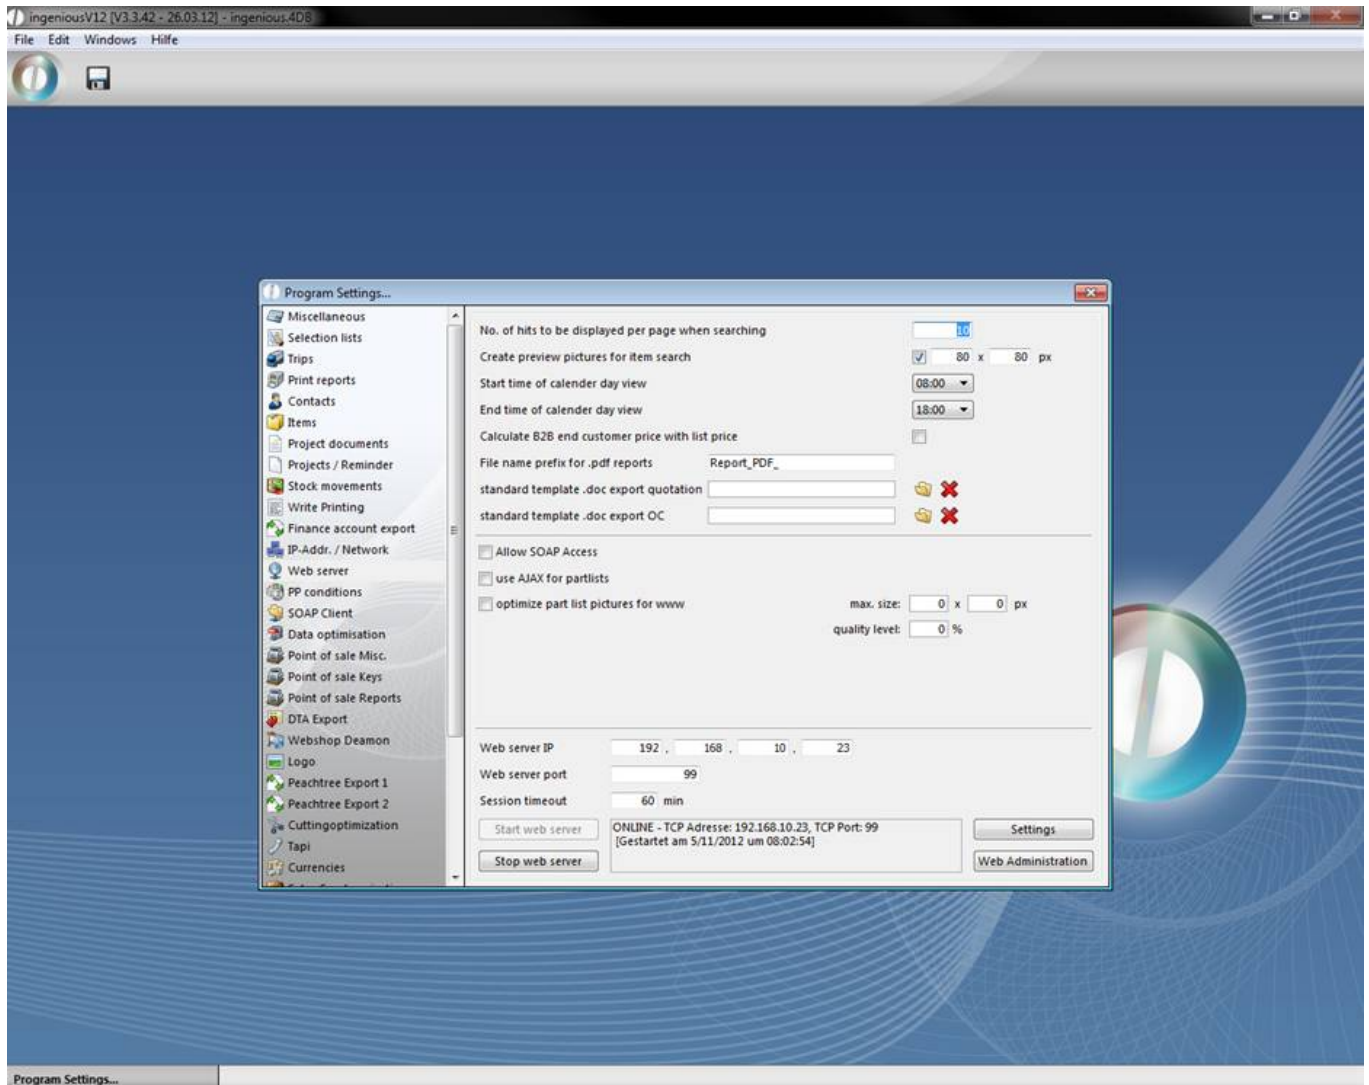 ingeniousV12 [V3.3.42 - 26.03.12] - ingenious.4DB
File Edit Windows Hilfe
Program Settings...
Miscellaneous
Selection lists
Trips
Print reports
Contacts
Items
Project documents
Projects / Reminder
Stock movements
Write Printing
Finance account export
IP-Addr. / Network
Web server
PP conditions
SOAP Client
Data optimisation
Point of sale Misc.
Point of sale Keys
Point of sale Reports
DTA Export
Webshop Deamon
Logo
Peachtree Export 1
Peachtree Export 2
Cuttingoptimization
Tapi
Currencies
No. of hits to be displayed per page when searching 10
Create preview pictures for item search 80 x 80 px
Start time of calender day view 08:00
End time of calender day view 18:00
Calculate B2B end customer price with list price
File name prefix for .pdf reports Report_PDF_
standard template .doc export quotation
standard template .doc export OC
Allow SOAP Access
use AJAX for partlists
optimize part list pictures for www max. size: 0 x 0 px
quality level: 0 %
Web server IP 192 . 168 . 10 . 23
Web server port 99
Session timeout 60 min
Start web server
Stop web server
ONLINE - TCP Adresse: 192.168.10.23, TCP Port: 99
[Gestartet am 5/11/2012 um 08:02:54]
Settings
Web Administration
Program Settings...